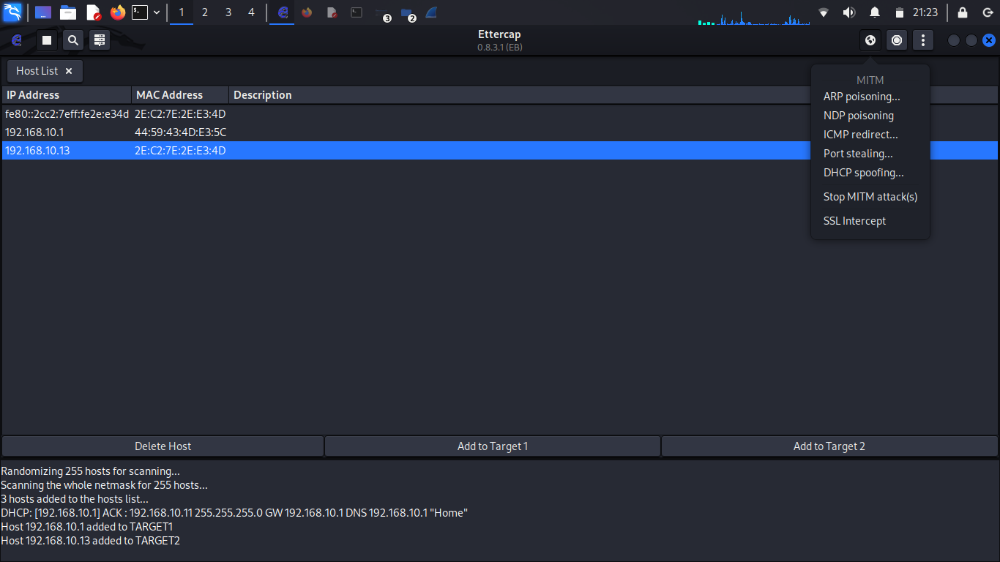 1 2 3 4
3
2
21:23
Ettercap
0.8.3.1 (EB)
Host List
MITM
ARP poisoning...
NDP poisoning
ICMP redirect...
Port stealing...
DHCP spoofing...
Stop MITM attack(s)
SSL Intercept
IP Address MAC Address Description
fe80::2cc2:7eff:fe2e:e34d 2E:C2:7E:2E:E3:4D
192.168.10.1 44:59:43:4D:E3:5C
192.168.10.13 2E:C2:7E:2E:E3:4D
Delete Host Add to Target 1 Add to Target 2
Randomizing 255 hosts for scanning...
Scanning the whole netmask for 255 hosts...
3 hosts added to the hosts list...
DHCP: [192.168.10.1] ACK : 192.168.10.11 255.255.255.0 GW 192.168.10.1 DNS 192.168.10.1 "Home"
Host 192.168.10.1 added to TARGET1
Host 192.168.10.13 added to TARGET2